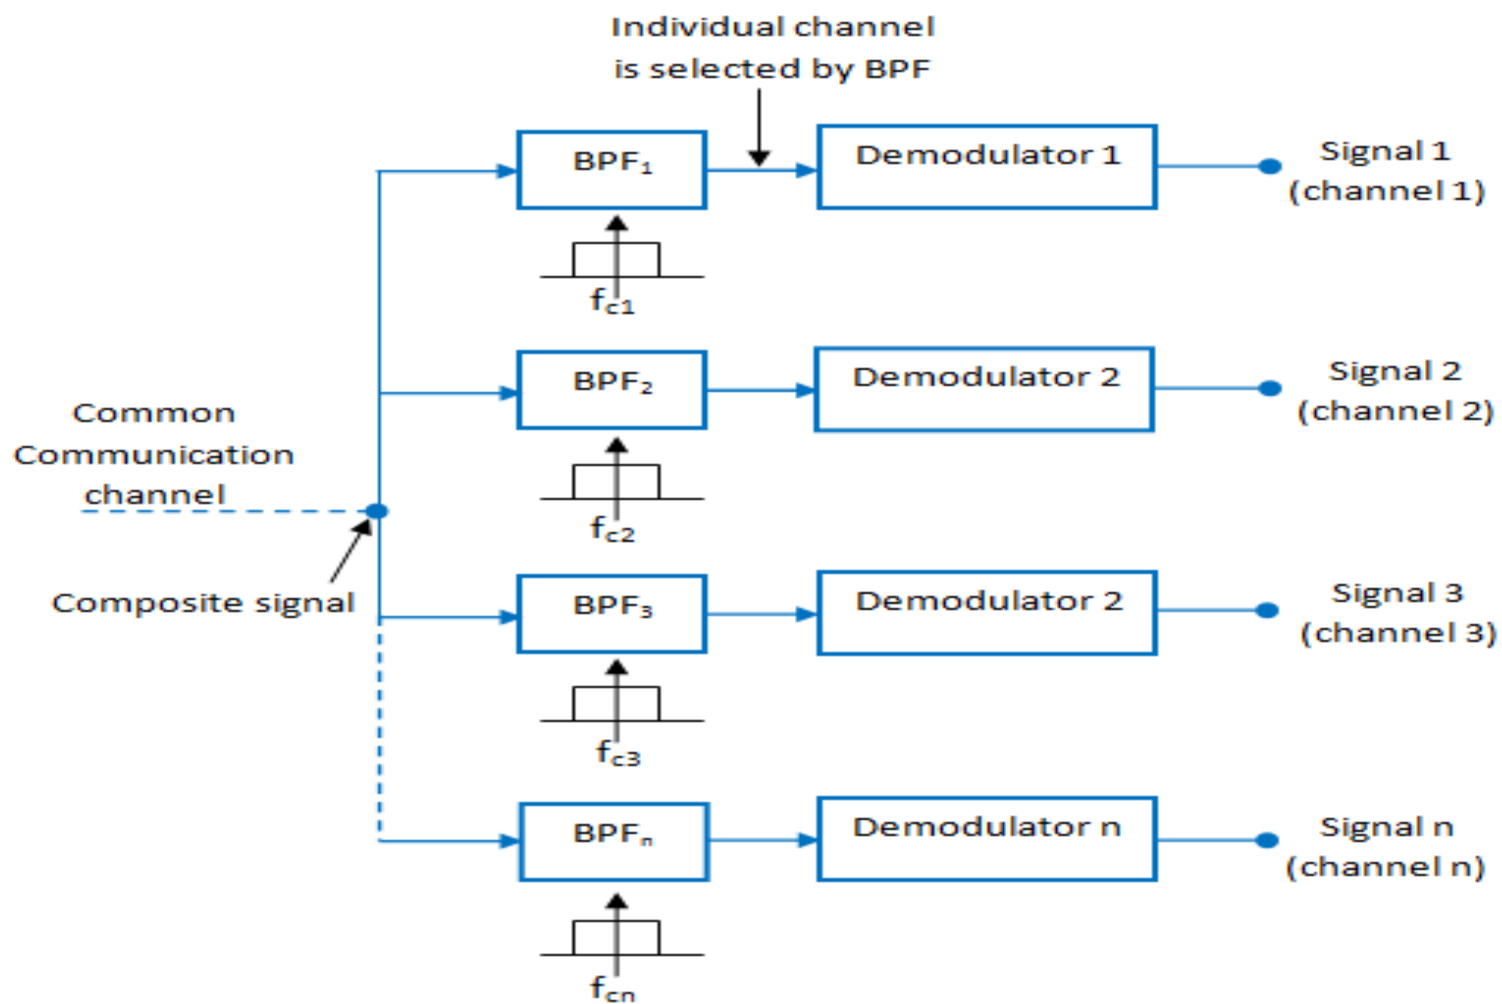 Individual channel
is selected by BPF
BPF₁
Demodulator 1
Signal 1
(channel 1)
fc1
BPF₂
Demodulator 2
Signal 2
(channel 2)
Common
Communication
channel
fc2
Composite signal
BPF₃
Demodulator 2
Signal 3
(channel 3)
fc3
BPFn
Demodulator n
Signal n
(channel n)
fcn